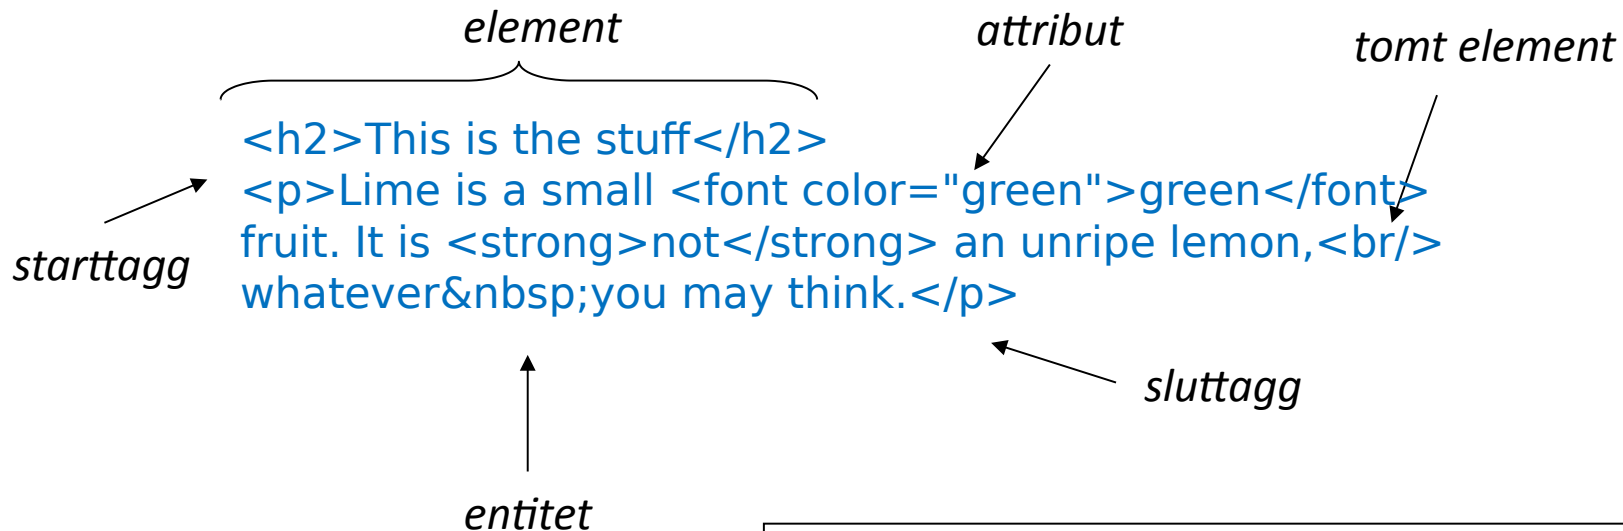 element
attribut
tomt element
<h2>This is the stuff</h2>
<p>Lime is a small <font color="green">green</font>
fruit. It is <strong>not</strong> an unripe lemon,<br/>
whatever&nbsp;you may think.</p>
starttagg
sluttagg
entitet